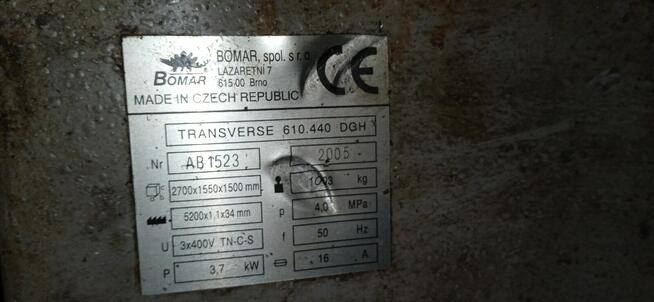 BOMAR
BOMAR, spol. s r.o.
LAZARETNÍ 7
615 00 Brno
CE
MADE IN CZECH REPUBLIC
TRANSVERSE 610.440 DGH
Nr AB1523 2005
2700x1550x1500 mm 1093 kg
5200x1,1x34 mm p 4,0 MPa
U 3x400V TN-C-S f 50 Hz
P 3,7 kW 16 A